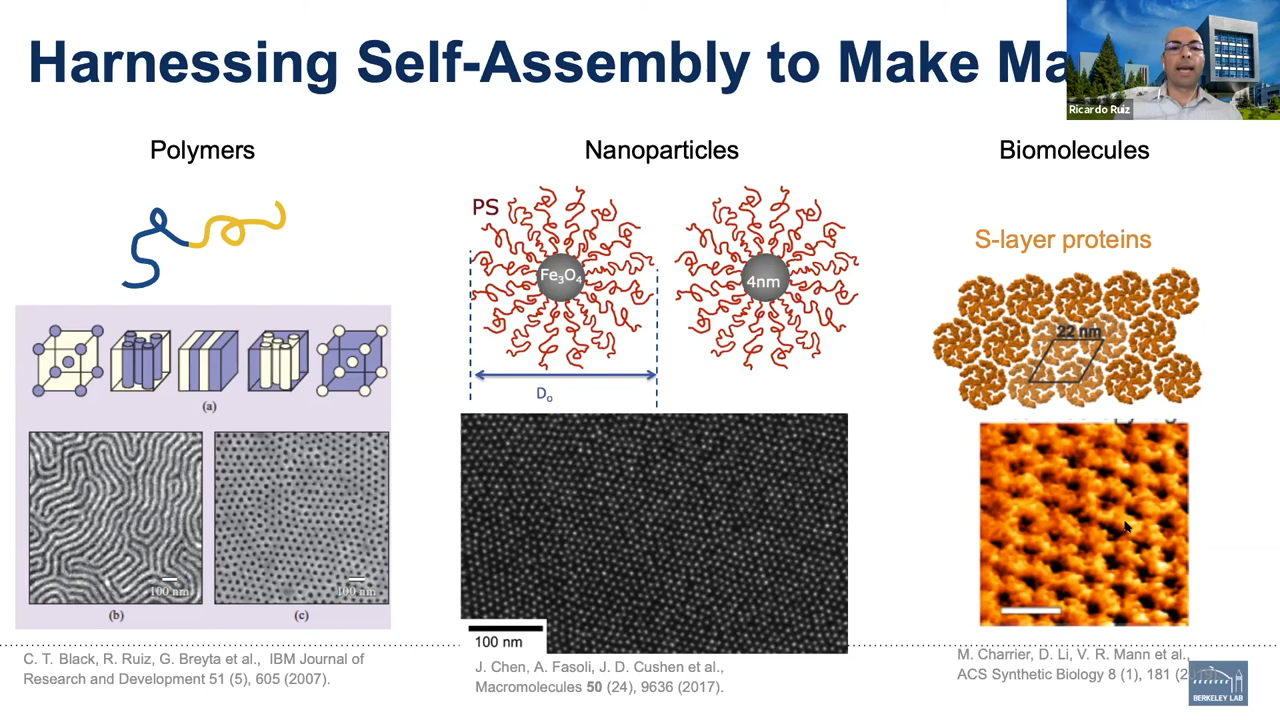 Harnessing Self-Assembly to Make Ma
Ricardo Ruiz
Polymers
Nanoparticles
Biomolecules
PS
Fe₃O₄
4nm
D₀
S-layer proteins
22 nm
(a)
100 nm
100 nm
(b)
(c)
100 nm
C. T. Black, R. Ruiz, G. Breyta et al., IBM Journal of
Research and Development 51 (5), 605 (2007).
J. Chen, A. Fasoli, J. D. Cushen et al.,
Macromolecules 50 (24), 9636 (2017).
M. Charrier, D. Li, V. R. Mann et al.,
ACS Synthetic Biology 8 (1), 181 (2
BERKELEY LAB